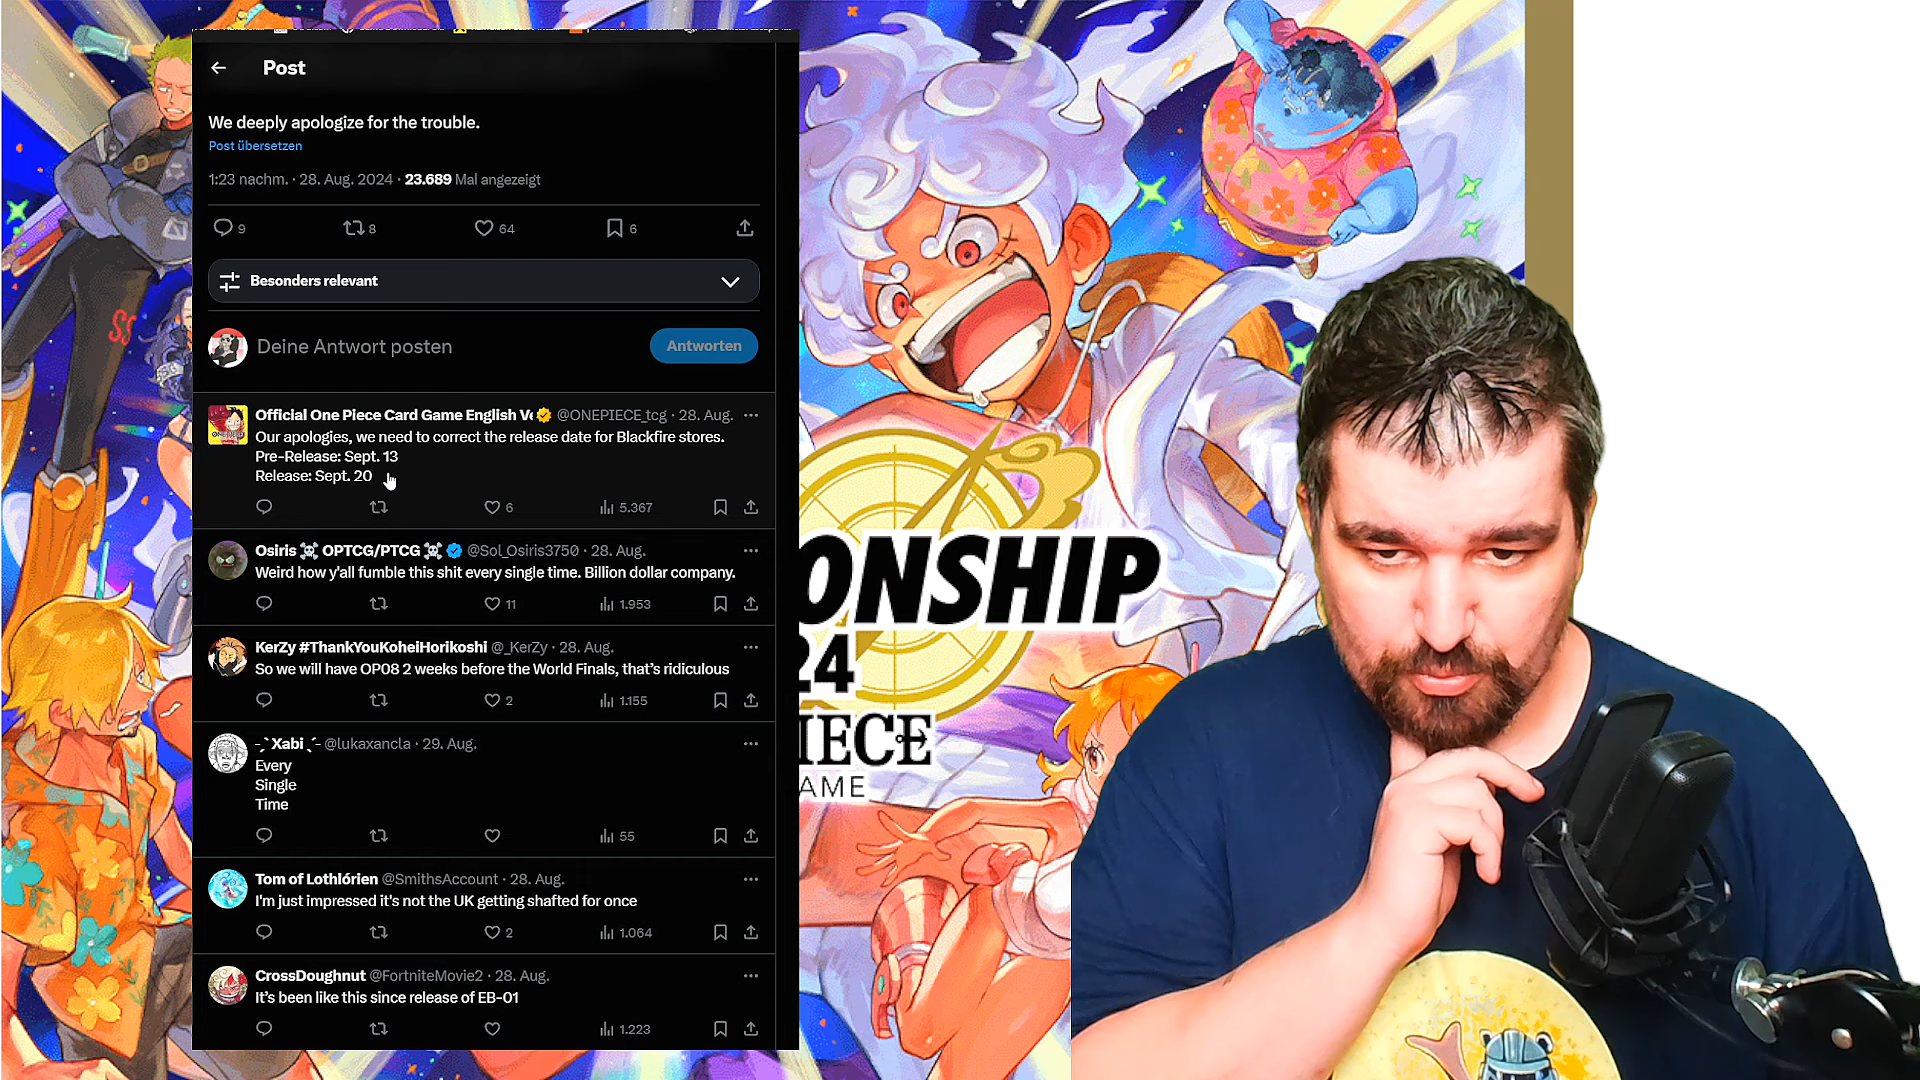 Post
We deeply apologize for the trouble.
Post übersetzen
1:23 nachm. · 28. Aug. 2024 · 23.689 Mal angezeigt
9 8 64 6
Besonders relevant
Deine Antwort posten
Antworten
Official One Piece Card Game English Ve @ONEPIECE_tcg · 28. Aug.
Our apologies, we need to correct the release date for Blackfire stores.
Pre-Release: Sept. 13
Release: Sept. 20
6 5.367
Osiris ☠️ OPTCG/PTCG ☠️ @Sol_Osiris3750 · 28. Aug.
Weird how y'all fumble this shit every single time. Billion dollar company.
11 1.953
KerZy #ThankYouKoheiHorikoshi @_KerZy · 28. Aug.
So we will have OP08 2 weeks before the World Finals, that's ridiculous
2 1.155
-ˏˋXabi ˎˊ- @lukaxancla · 29. Aug.
Every
Single
Time
55
Tom of Lothlórien @SmithsAccount · 28. Aug.
I'm just impressed it's not the UK getting shafted for once
2 1.064
CrossDoughnut @FortniteMovie2 · 28. Aug.
It's been like this since release of EB-01
1.223
ONSHIP
24
IECE
AME
SS